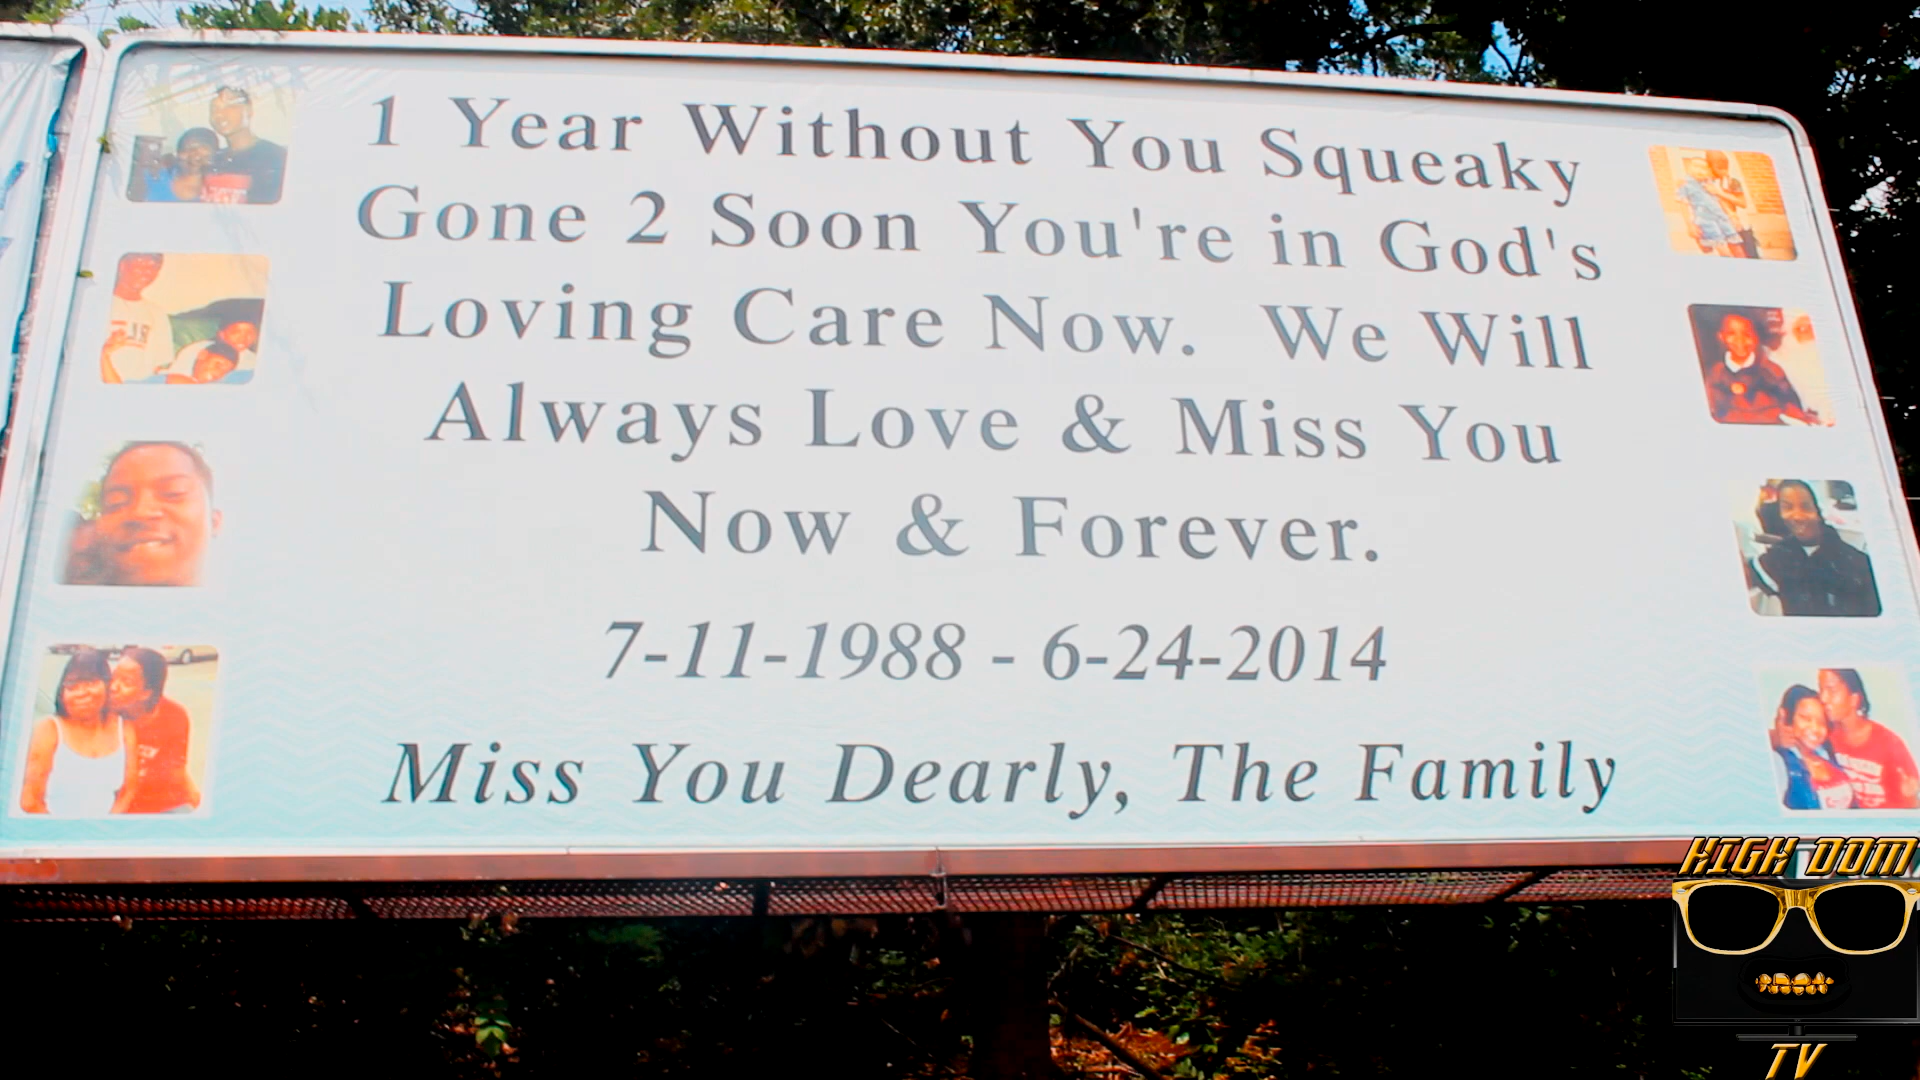 1 Year Without You Squeaky
Gone 2 Soon You're in God's
Loving Care Now. We Will
Always Love & Miss You
Now & Forever.
7-11-1988 - 6-24-2014
Miss You Dearly, The Family
HIGH DOM
TV